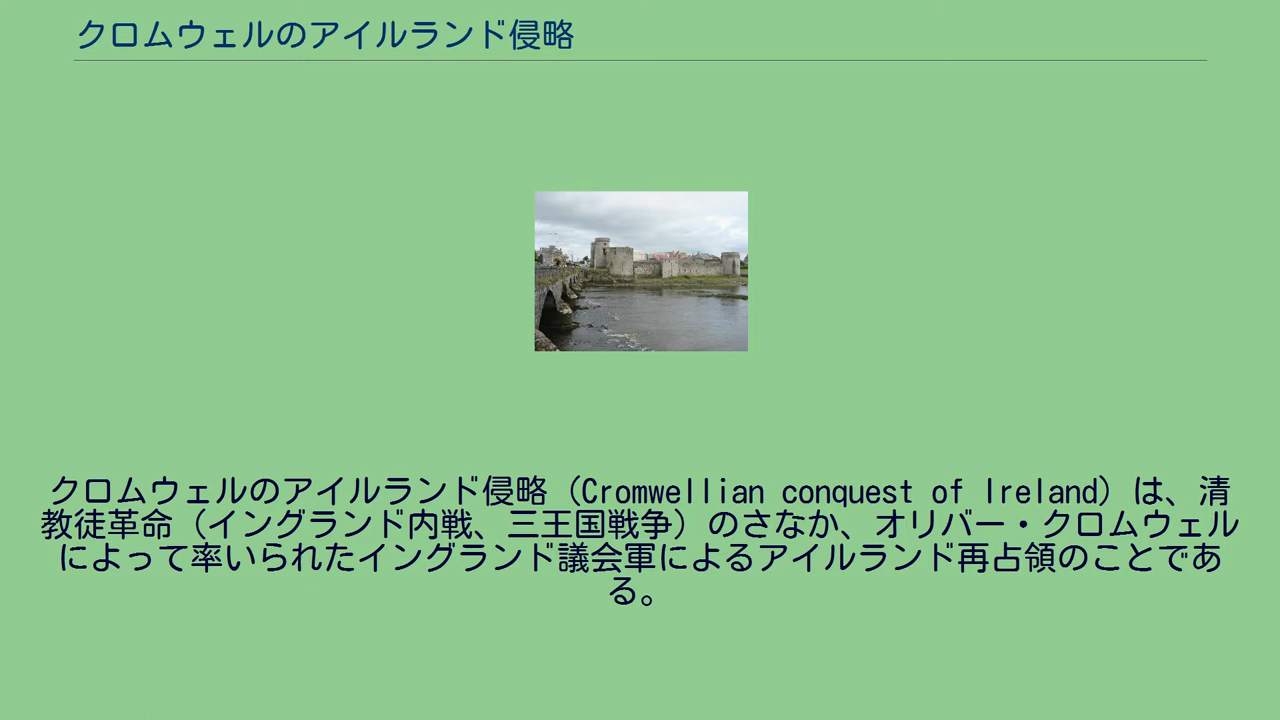 クロムウェルのアイルランド侵略
クロムウェルのアイルランド侵略（Cromwellian conquest of Ireland）は、清
教徒革命（イングランド内戦、三王国戦争）のさなか、オリバー・クロムウェル
によって率いられたイングランド議会軍によるアイルランド再占領のことであ
る。